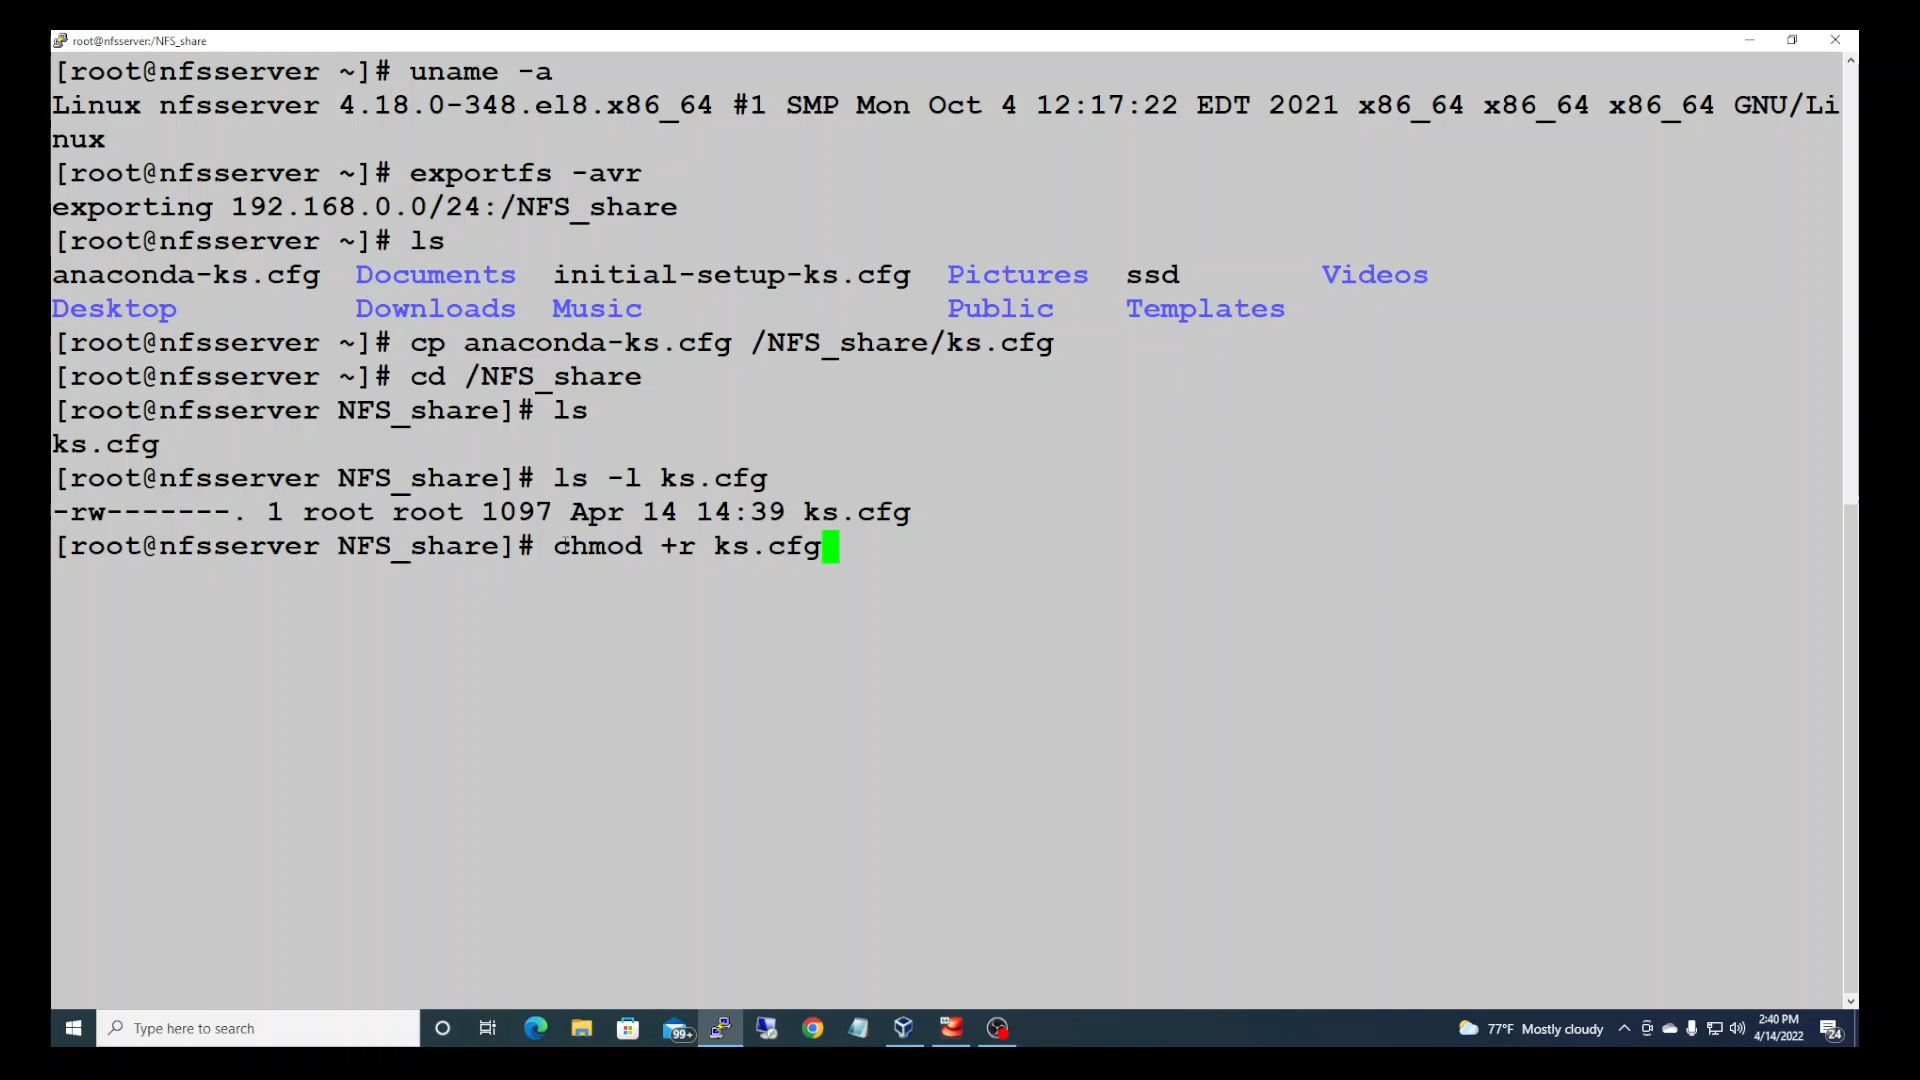 root@nfsserver:/NFS_share
[root@nfsserver ~]# uname -a
Linux nfsserver 4.18.0-348.el8.x86_64 #1 SMP Mon Oct 4 12:17:22 EDT 2021 x86_64 x86_64 x86_64 GNU/Li
nux
[root@nfsserver ~]# exportfs -avr
exporting 192.168.0.0/24:/NFS_share
[root@nfsserver ~]# ls
anaconda-ks.cfg  Documents  initial-setup-ks.cfg  Pictures  ssd        Videos
Desktop          Downloads  Music                 Public    Templates
[root@nfsserver ~]# cp anaconda-ks.cfg /NFS_share/ks.cfg
[root@nfsserver ~]# cd /NFS_share
[root@nfsserver NFS_share]# ls
ks.cfg
[root@nfsserver NFS_share]# ls -l ks.cfg
-rw-------. 1 root root 1097 Apr 14 14:39 ks.cfg
[root@nfsserver NFS_share]# chmod +r ks.cfg
Type here to search
99+
77°F Mostly cloudy
2:40 PM
4/14/2022
24